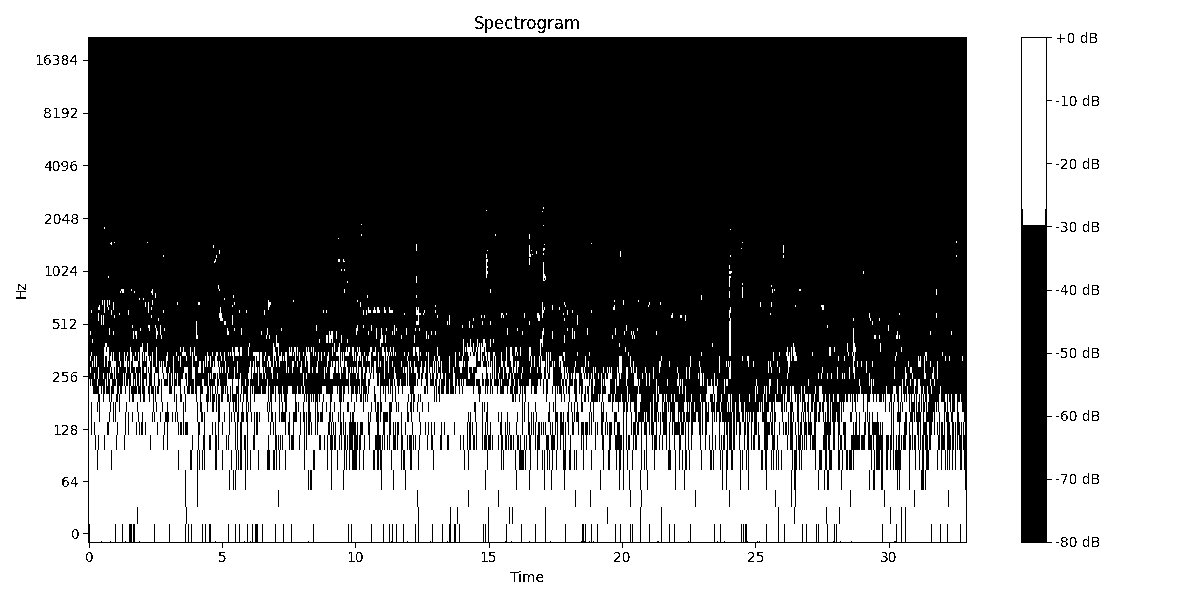 Spectrogram
16384
8192
4096
2048
1024
512
256
128
64
0
Hz
0 5 10 15 20 25 30
Time
+0 dB
-10 dB
-20 dB
-30 dB
-40 dB
-50 dB
-60 dB
-70 dB
-80 dB